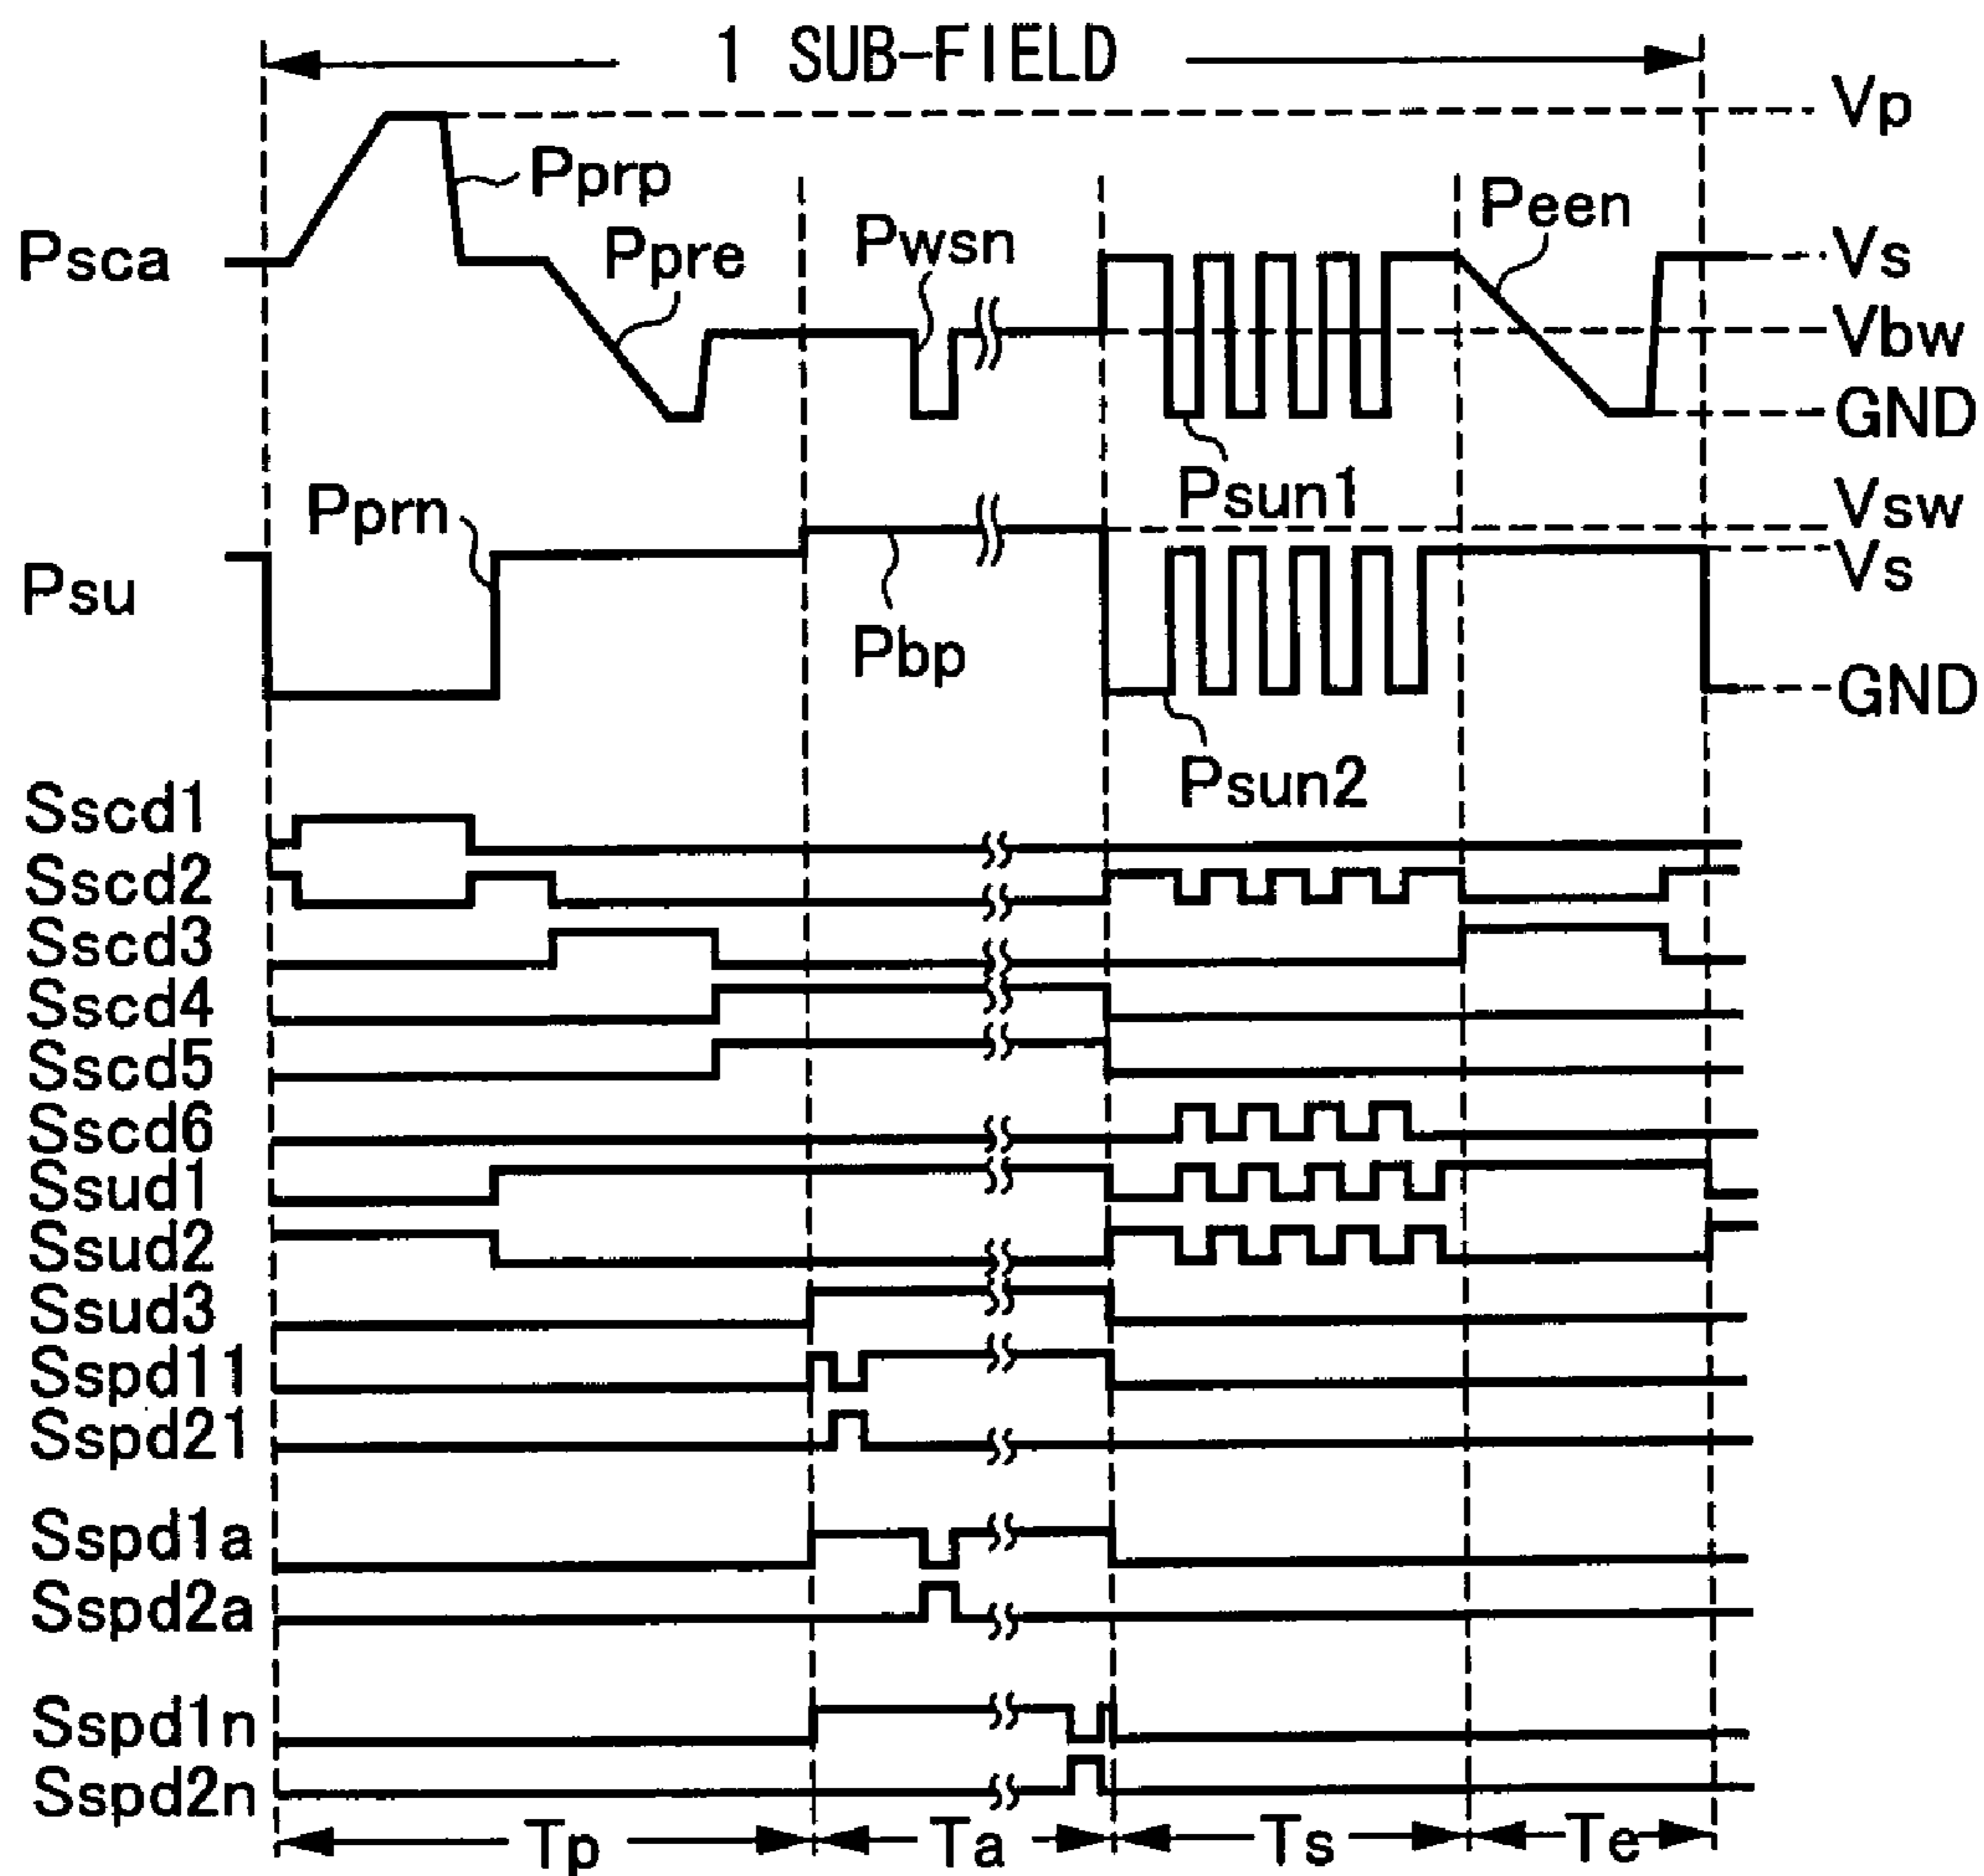 1 SUB-FIELD
Vp
Pprp
Peen
Psca
Ppre
Pwsn
Vs
Vbw
GND
Psun1
Pprn
Vsw
Psu
Vs
Pbp
GND
Psun2
Sscd1
Sscd2
Sscd3
Sscd4
Sscd5
Sscd6
Ssud1
Ssud2
Ssud3
Sspd11
Sspd21
Sspd1a
Sspd2a
Sspd1n
Sspd2n
Tp Ta Ts Te